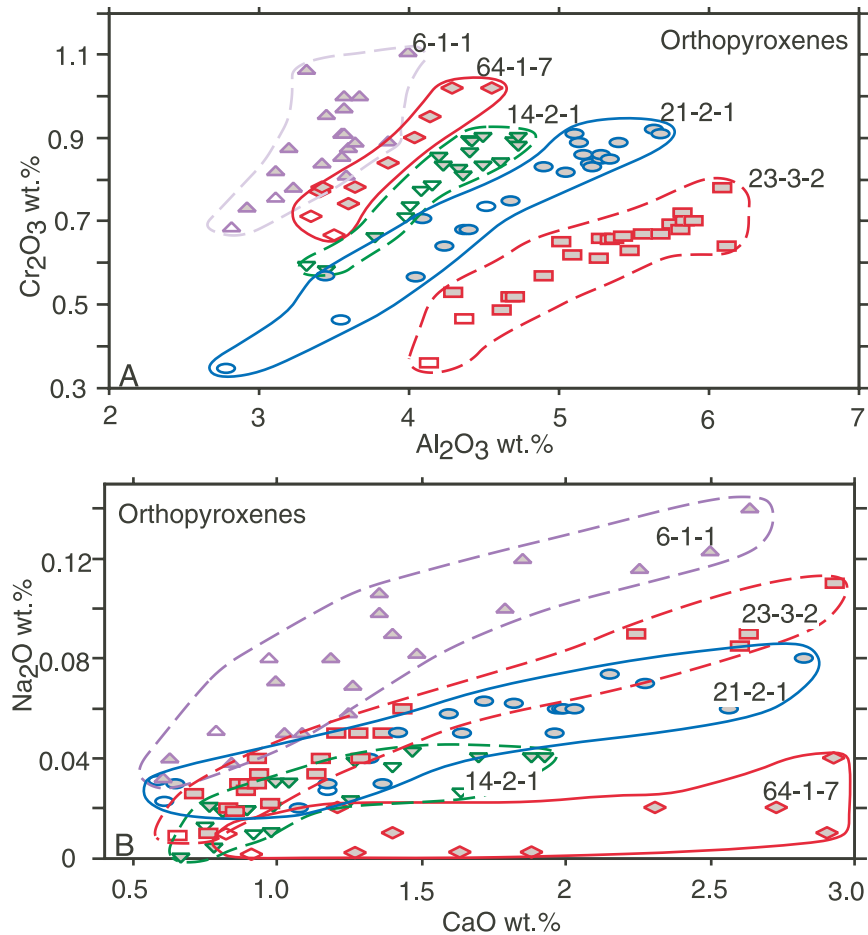 6-1-1
Orthopyroxenes
64-1-7
14-2-1
21-2-1
23-3-2
1.1
0.9
0.7
0.5
0.3
Cr2O3 wt.%
A
2 3 4 5 6 7
Al2O3 wt.%
Orthopyroxenes
6-1-1
23-3-2
21-2-1
14-2-1
64-1-7
0.12
0.08
0.04
0
Na2O wt.%
B
0.5 1.0 1.5 2 2.5 3.0
CaO wt.%